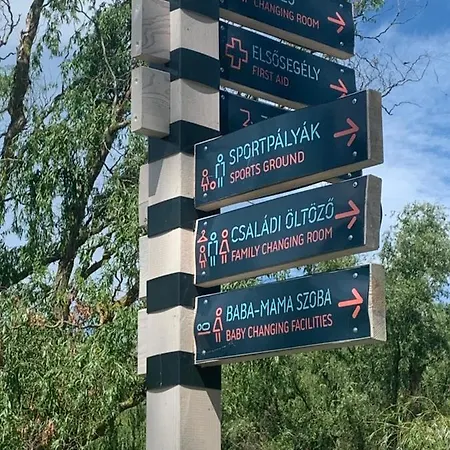 CHANGING ROOM
ELSŐSEGÉLY
FIRST AID
SPORTPÁLYÁK
SPORTS GROUND
CSALÁDI ÖLTÖZŐ
FAMILY CHANGING ROOM
BABA-MAMA SZOBA
BABY CHANGING FACILITIES